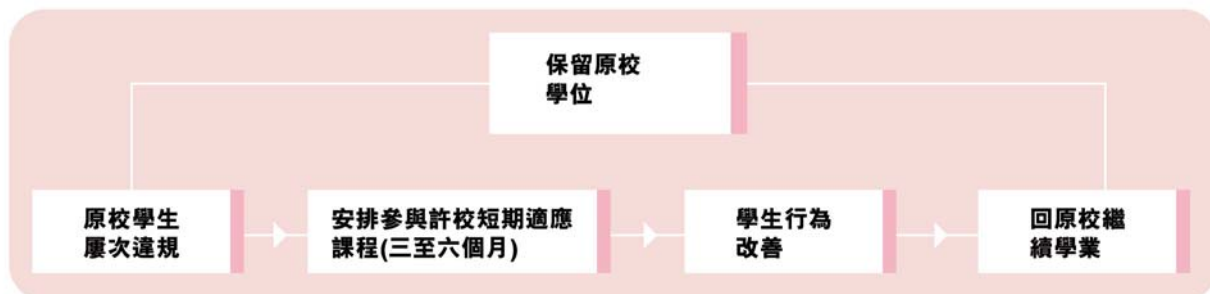 保留原校
學位
原校學生
屢次違規
安排參與許校短期適應
課程(三至六個月)
學生行為
改善
回原校繼
續學業